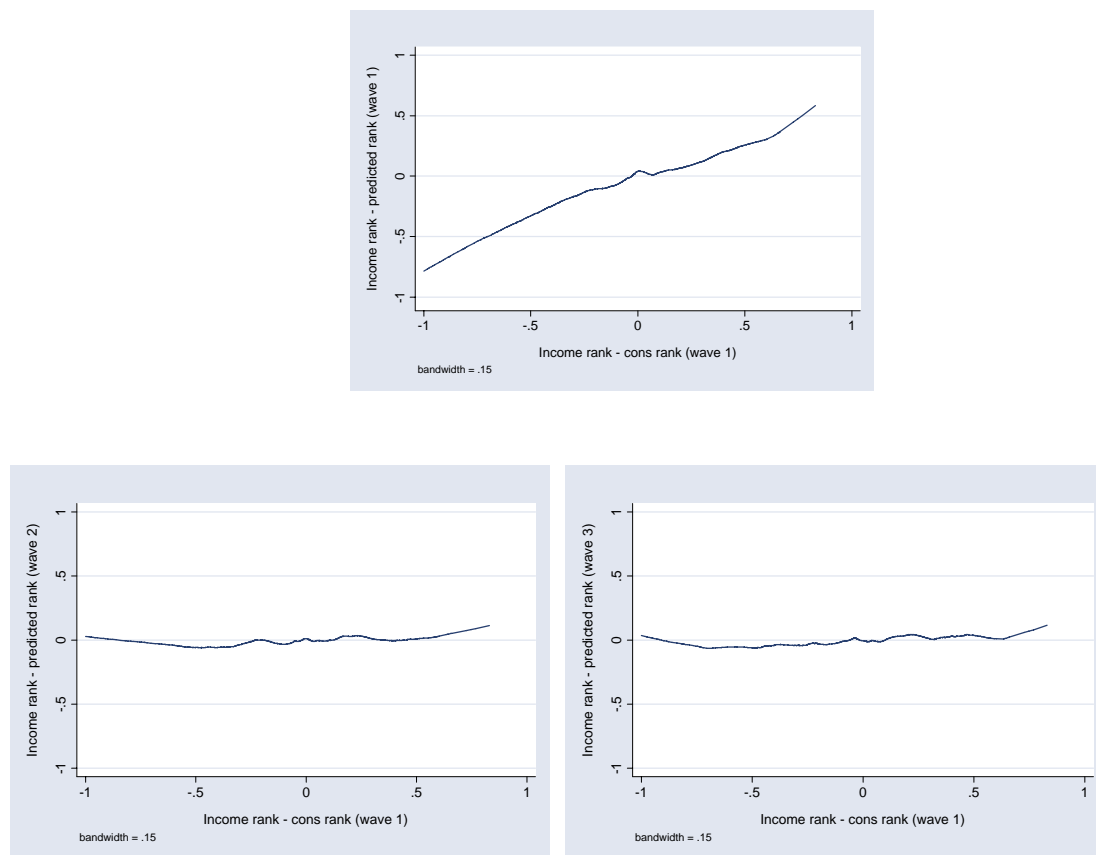 Income rank - predicted rank (wave 1)
1
.5
0
-.5
-1
-1 -.5 0 .5 1
Income rank - cons rank (wave 1)
bandwidth = .15
Income rank - predicted rank (wave 2)
1
.5
0
-.5
-1
-1 -.5 0 .5 1
Income rank - cons rank (wave 1)
bandwidth = .15
Income rank - predicted rank (wave 3)
1
.5
0
-.5
-1
-1 -.5 0 .5 1
Income rank - cons rank (wave 1)
bandwidth = .15